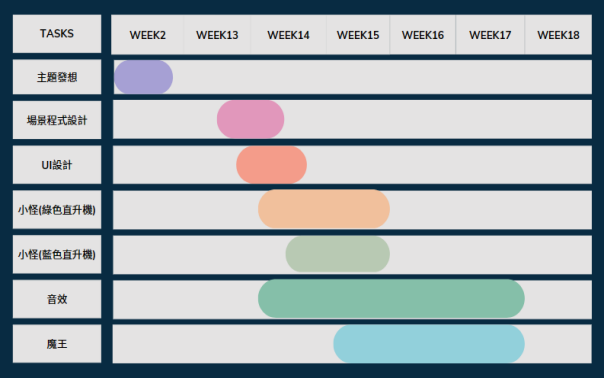 TASKS
WEEK2
WEEK13
WEEK14
WEEK15
WEEK16
WEEK17
WEEK18
主題發想
場景程式設計
UI設計
小怪(綠色直升機)
小怪(藍色直升機)
音效
魔王